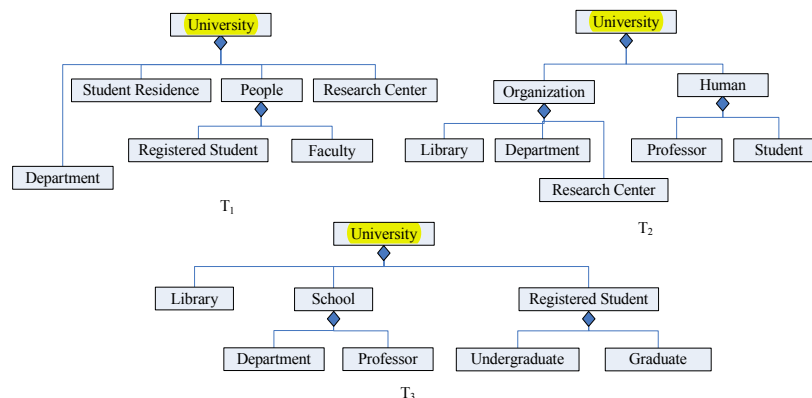 University
Student Residence
People
Research Center
Registered Student
Faculty
Department
T1
University
Organization
Human
Library
Department
Professor
Student
Research Center
T2
University
Library
School
Registered Student
Department
Professor
Undergraduate
Graduate
T3